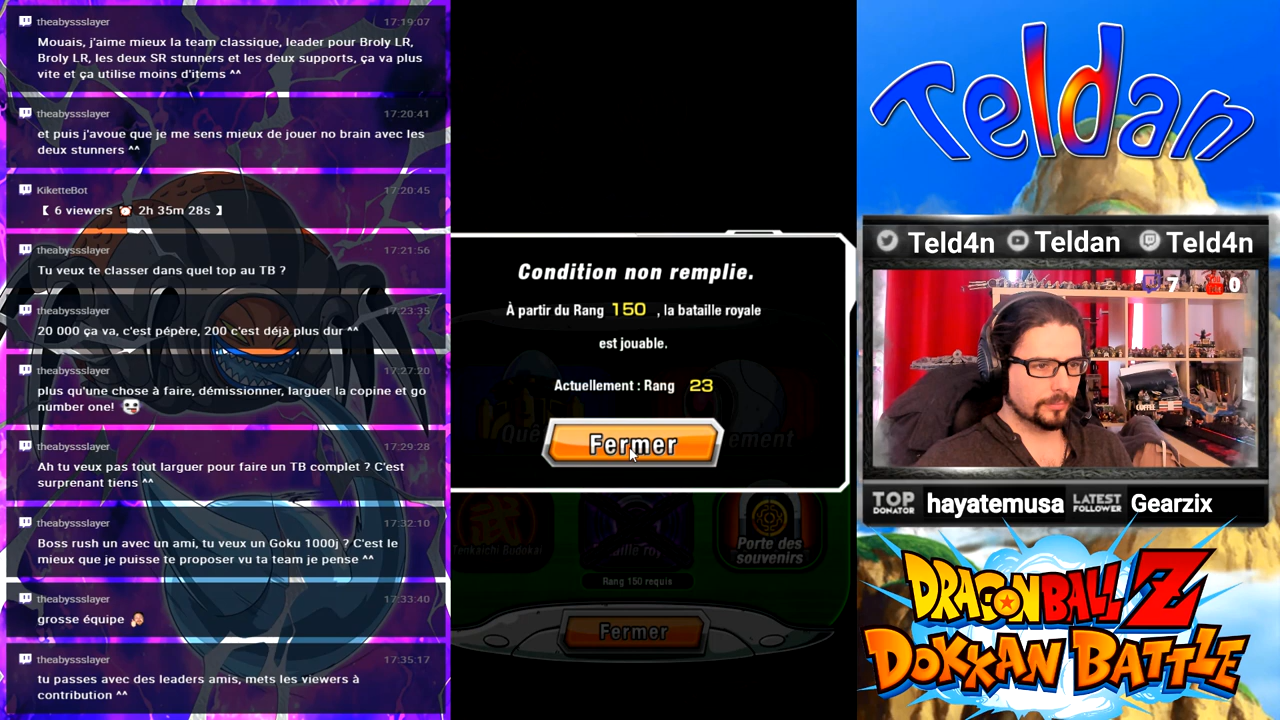 theabyssslayer 17:19:07
Mouais, j'aime mieux la team classique, leader pour Broly LR,
Broly LR, les deux SR stunners et les deux supports, ça va plus
vite et ça utilise moins d'items ^^
theabyssslayer 17:20:41
et puis j'avoue que je me sens mieux de jouer no brain avec les
deux stunners ^^
KiketteBot 17:20:45
【 6 viewers ⏰ 2h 35m 28s 】
theabyssslayer 17:21:56
Tu veux te classer dans quel top au TB ?
theabyssslayer 17:23:35
20 000 ça va, c'est pépère, 200 c'est déjà plus dur ^^
theabyssslayer 17:27:20
plus qu'une chose à faire, démissionner, larguer la copine et go
number one!
theabyssslayer 17:29:28
Ah tu veux pas tout larguer pour faire un TB complet ? C'est
surprenant tiens ^^
theabyssslayer 17:32:10
Boss rush un avec un ami, tu veux un Goku 1000j ? C'est le
mieux que je puisse te proposer vu ta team je pense ^^
theabyssslayer 17:33:40
grosse équipe
theabyssslayer 17:35:17
tu passes avec des leaders amis, mets les viewers à
contribution ^^
Condition non remplie.
À partir du Rang 150 , la bataille royale
est jouable.
Actuellement : Rang 23
Fermer
Tenkaichi Budokai
Porte des
souvenirs
Rang 150 requis
Fermer
Teldan
Teld4n Teldan Teld4n
7 0
COFFEE
TOP
DONATOR
hayatemusa
LATEST
FOLLOWER
Gearzix
DRAGONBALL Z
DOKKAN BATTLE